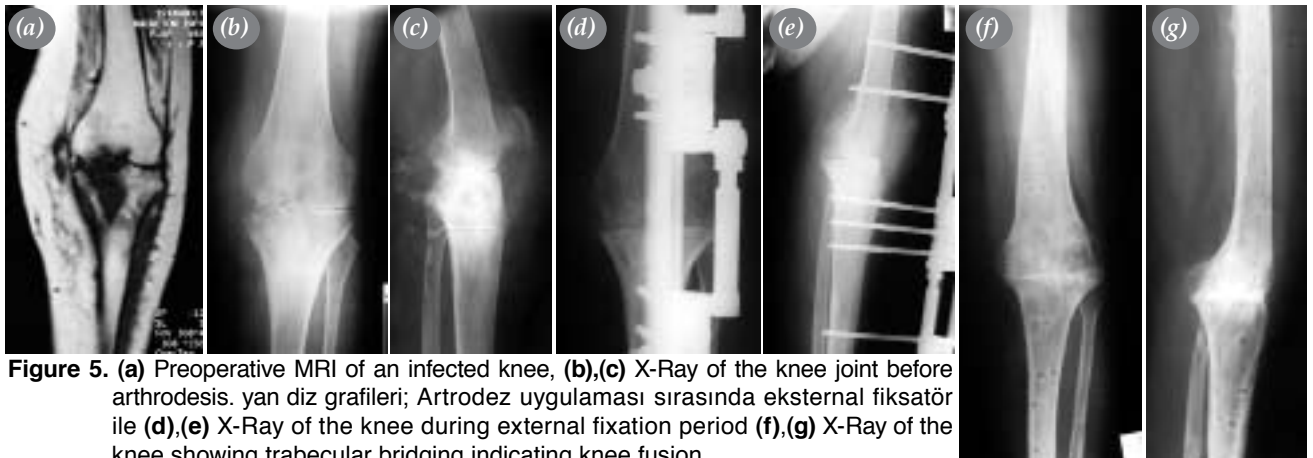 (a)
(b)
(c)
(d)
(e)
(f)
(g)
Figure 5. (a) Preoperative MRI of an infected knee, (b),(c) X-Ray of the knee joint before
arthrodesis. yan diz grafileri; Artrodez uygulaması sırasında eksternal fiksatör
ile (d),(e) X-Ray of the knee during external fixation period (f),(g) X-Ray of the
knee showing trabecular bridging indicating knee fusion.